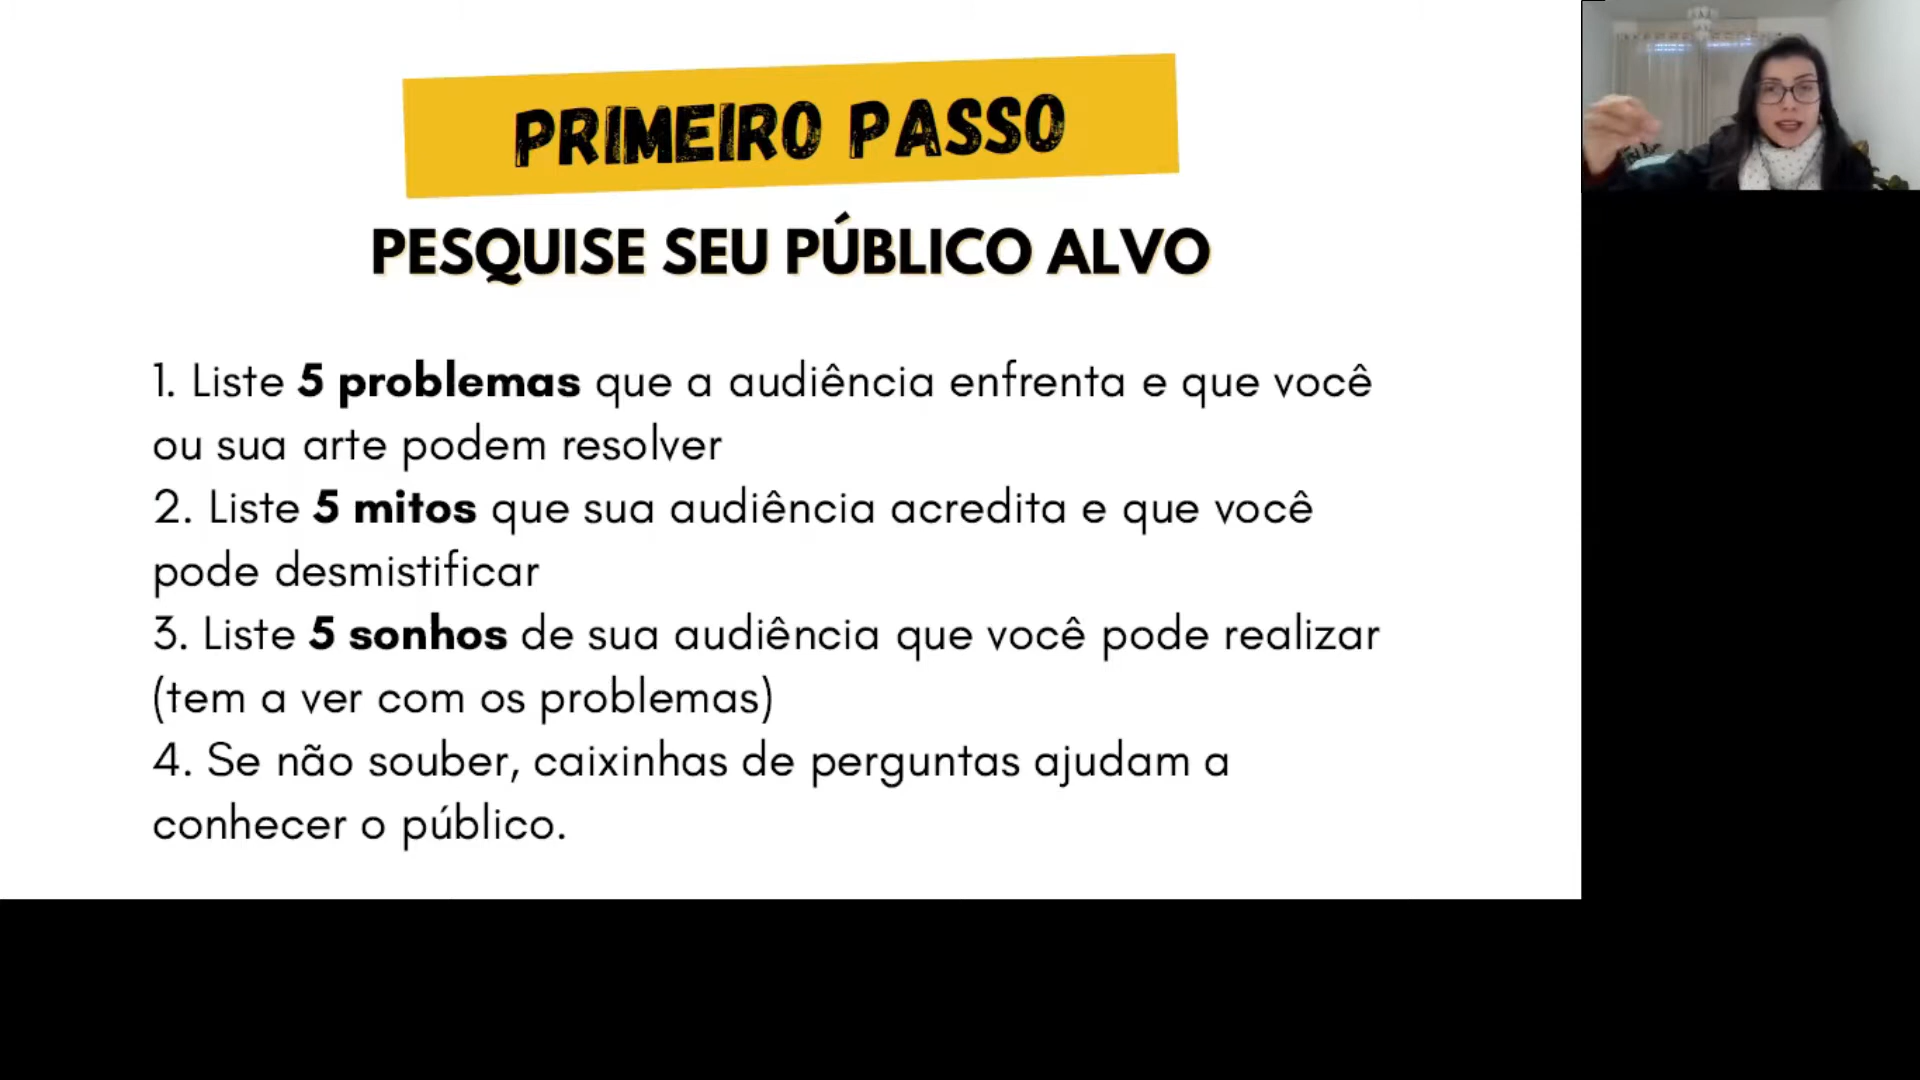 PRIMEIRO PASSO
PESQUISE SEU PÚBLICO ALVO
1. Liste 5 problemas que a audiência enfrenta e que você
ou sua arte podem resolver
2. Liste 5 mitos que sua audiência acredita e que você
pode desmistificar
3. Liste 5 sonhos de sua audiência que você pode realizar
(tem a ver com os problemas)
4. Se não souber, caixinhas de perguntas ajudam a
conhecer o público.